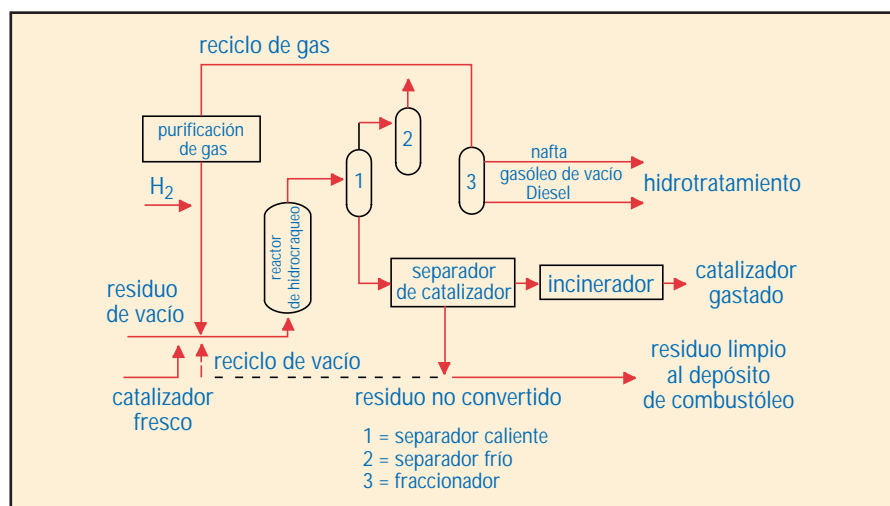 reciclo de gas
purificación
de gas
H2
1
2
3
nafta
gasóleo de vacío
Diesel
hidrotratamiento
reactor
de hidrocraqueo
separador
de catalizador
incinerador
catalizador
gastado
residuo
de vacío
reciclo de vacío
catalizador
fresco
residuo no convertido
residuo limpio
al depósito
de combustóleo
1 = separador caliente
2 = separador frío
3 = fraccionador